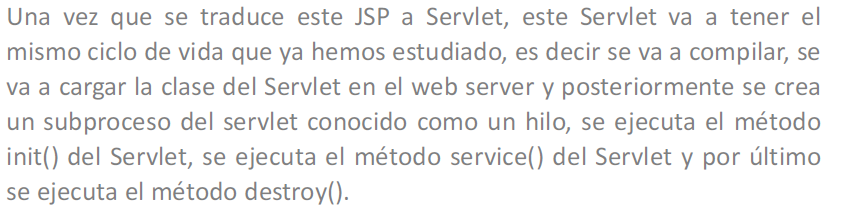 Una vez que se traduce este JSP a Servlet, este Servlet va a tener el
mismo ciclo de vida que ya hemos estudiado, es decir se va a compilar, se
va a cargar la clase del Servlet en el web server y posteriormente se crea
un subproceso del servlet conocido como un hilo, se ejecuta el método
init() del Servlet, se ejecuta el método service() del Servlet y por último
se ejecuta el método destroy().